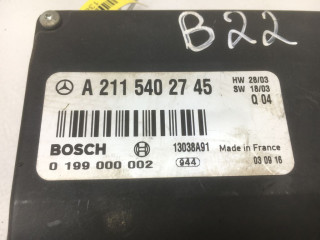 B22
A 211 540 27 45
HW 28/03
SW 18/03
Q 04
BOSCH
13038A91
Made in France
0 199 000 002
944
03 09 16